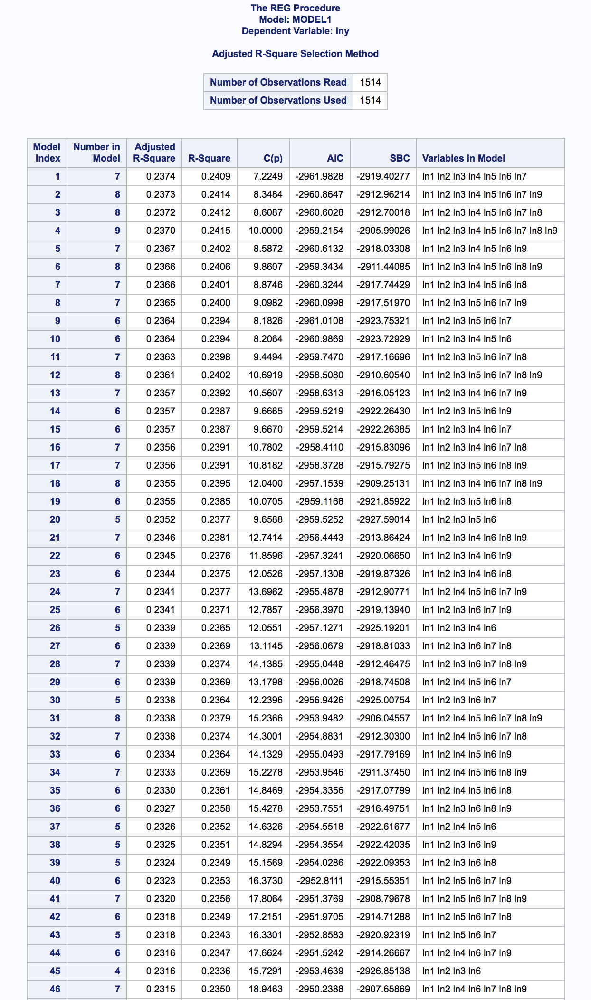 The REG Procedure
Model: MODEL1
Dependent Variable: lny
Adjusted R-Square Selection Method
Number of Observations Read 1514
Number of Observations Used 1514
Model Index Number in Model Adjusted R-Square R-Square C(p) AIC SBC Variables in Model
1 7 0.2374 0.2409 7.2249 -2961.9828 -2919.40277 ln1 ln2 ln3 ln4 ln5 ln6 ln7
2 8 0.2373 0.2414 8.3484 -2960.8647 -2912.96214 ln1 ln2 ln3 ln4 ln5 ln6 ln7 ln9
3 8 0.2372 0.2412 8.6087 -2960.6028 -2912.70018 ln1 ln2 ln3 ln4 ln5 ln6 ln7 ln8
4 9 0.2370 0.2415 10.0000 -2959.2154 -2905.99026 ln1 ln2 ln3 ln4 ln5 ln6 ln7 ln8 ln9
5 7 0.2367 0.2402 8.5872 -2960.6132 -2918.03308 ln1 ln2 ln3 ln4 ln5 ln6 ln9
6 8 0.2366 0.2406 9.8607 -2959.3434 -2911.44085 ln1 ln2 ln3 ln4 ln5 ln6 ln8 ln9
7 7 0.2366 0.2401 8.8746 -2960.3244 -2917.74429 ln1 ln2 ln3 ln4 ln5 ln6 ln8
8 7 0.2365 0.2400 9.0982 -2960.0998 -2917.51970 ln1 ln2 ln3 ln5 ln6 ln7 ln9
9 6 0.2364 0.2394 8.1826 -2961.0108 -2923.75321 ln1 ln2 ln3 ln5 ln6 ln7
10 6 0.2364 0.2394 8.2064 -2960.9869 -2923.72929 ln1 ln2 ln3 ln4 ln5 ln6
11 7 0.2363 0.2398 9.4494 -2959.7470 -2917.16696 ln1 ln2 ln3 ln5 ln6 ln7 ln8
12 8 0.2361 0.2402 10.6919 -2958.5080 -2910.60540 ln1 ln2 ln3 ln5 ln6 ln7 ln8 ln9
13 7 0.2357 0.2392 10.5607 -2958.6313 -2916.05123 ln1 ln2 ln3 ln4 ln6 ln7 ln9
14 6 0.2357 0.2387 9.6665 -2959.5219 -2922.26430 ln1 ln2 ln3 ln5 ln6 ln9
15 6 0.2357 0.2387 9.6670 -2959.5214 -2922.26385 ln1 ln2 ln3 ln4 ln6 ln7
16 7 0.2356 0.2391 10.7802 -2958.4110 -2915.83096 ln1 ln2 ln3 ln4 ln6 ln7 ln8
17 7 0.2356 0.2391 10.8182 -2958.3728 -2915.79275 ln1 ln2 ln3 ln5 ln6 ln8 ln9
18 8 0.2355 0.2395 12.0400 -2957.1539 -2909.25131 ln1 ln2 ln3 ln4 ln6 ln7 ln8 ln9
19 6 0.2355 0.2385 10.0705 -2959.1168 -2921.85922 ln1 ln2 ln3 ln5 ln6 ln8
20 5 0.2352 0.2377 9.6588 -2959.5252 -2927.59014 ln1 ln2 ln3 ln5 ln6
21 7 0.2346 0.2381 12.7414 -2956.4443 -2913.86424 ln1 ln2 ln3 ln4 ln6 ln8 ln9
22 6 0.2345 0.2376 11.8596 -2957.3241 -2920.06650 ln1 ln2 ln3 ln4 ln6 ln9
23 6 0.2344 0.2375 12.0526 -2957.1308 -2919.87326 ln1 ln2 ln3 ln4 ln6 ln8
24 7 0.2341 0.2377 13.6962 -2955.4878 -2912.90771 ln1 ln2 ln4 ln5 ln6 ln7 ln9
25 6 0.2341 0.2371 12.7857 -2956.3970 -2919.13940 ln1 ln2 ln3 ln6 ln7 ln9
26 5 0.2339 0.2365 12.0551 -2957.1271 -2925.19201 ln1 ln2 ln3 ln4 ln6
27 6 0.2339 0.2369 13.1145 -2956.0679 -2918.81033 ln1 ln2 ln3 ln6 ln7 ln8
28 7 0.2339 0.2374 14.1385 -2955.0448 -2912.46475 ln1 ln2 ln3 ln6 ln7 ln8 ln9
29 6 0.2339 0.2369 13.1798 -2956.0026 -2918.74508 ln1 ln2 ln4 ln5 ln6 ln7
30 5 0.2338 0.2364 12.2396 -2956.9426 -2925.00754 ln1 ln2 ln3 ln6 ln7
31 8 0.2338 0.2379 15.2366 -2953.9482 -2906.04557 ln1 ln2 ln4 ln5 ln6 ln7 ln8 ln9
32 7 0.2338 0.2374 14.3001 -2954.8831 -2912.30300 ln1 ln2 ln4 ln5 ln6 ln7 ln8
33 6 0.2334 0.2364 14.1329 -2955.0493 -2917.79169 ln1 ln2 ln4 ln5 ln6 ln9
34 7 0.2333 0.2369 15.2278 -2953.9546 -2911.37450 ln1 ln2 ln4 ln5 ln6 ln8 ln9
35 6 0.2330 0.2361 14.8469 -2954.3356 -2917.07799 ln1 ln2 ln4 ln5 ln6 ln8
36 6 0.2327 0.2358 15.4278 -2953.7551 -2916.49751 ln1 ln2 ln3 ln6 ln8 ln9
37 5 0.2326 0.2352 14.6326 -2954.5518 -2922.61677 ln1 ln2 ln4 ln5 ln6
38 5 0.2325 0.2351 14.8294 -2954.3554 -2922.42035 ln1 ln2 ln3 ln6 ln9
39 5 0.2324 0.2349 15.1569 -2954.0286 -2922.09353 ln1 ln2 ln3 ln6 ln8
40 6 0.2323 0.2353 16.3730 -2952.8111 -2915.55351 ln1 ln2 ln5 ln6 ln7 ln9
41 7 0.2320 0.2356 17.8064 -2951.3769 -2908.79678 ln1 ln2 ln5 ln6 ln7 ln8 ln9
42 6 0.2318 0.2349 17.2151 -2951.9705 -2914.71288 ln1 ln2 ln5 ln6 ln7 ln8
43 5 0.2318 0.2343 16.3301 -2952.8583 -2920.92319 ln1 ln2 ln5 ln6 ln7
44 6 0.2316 0.2347 17.6624 -2951.5242 -2914.26667 ln1 ln2 ln4 ln6 ln7 ln9
45 4 0.2316 0.2336 15.7291 -2953.4639 -2926.85138 ln1 ln2 ln3 ln6
46 7 0.2315 0.2350 18.9463 -2950.2388 -2907.65869 ln1 ln2 ln4 ln6 ln7 ln8 ln9